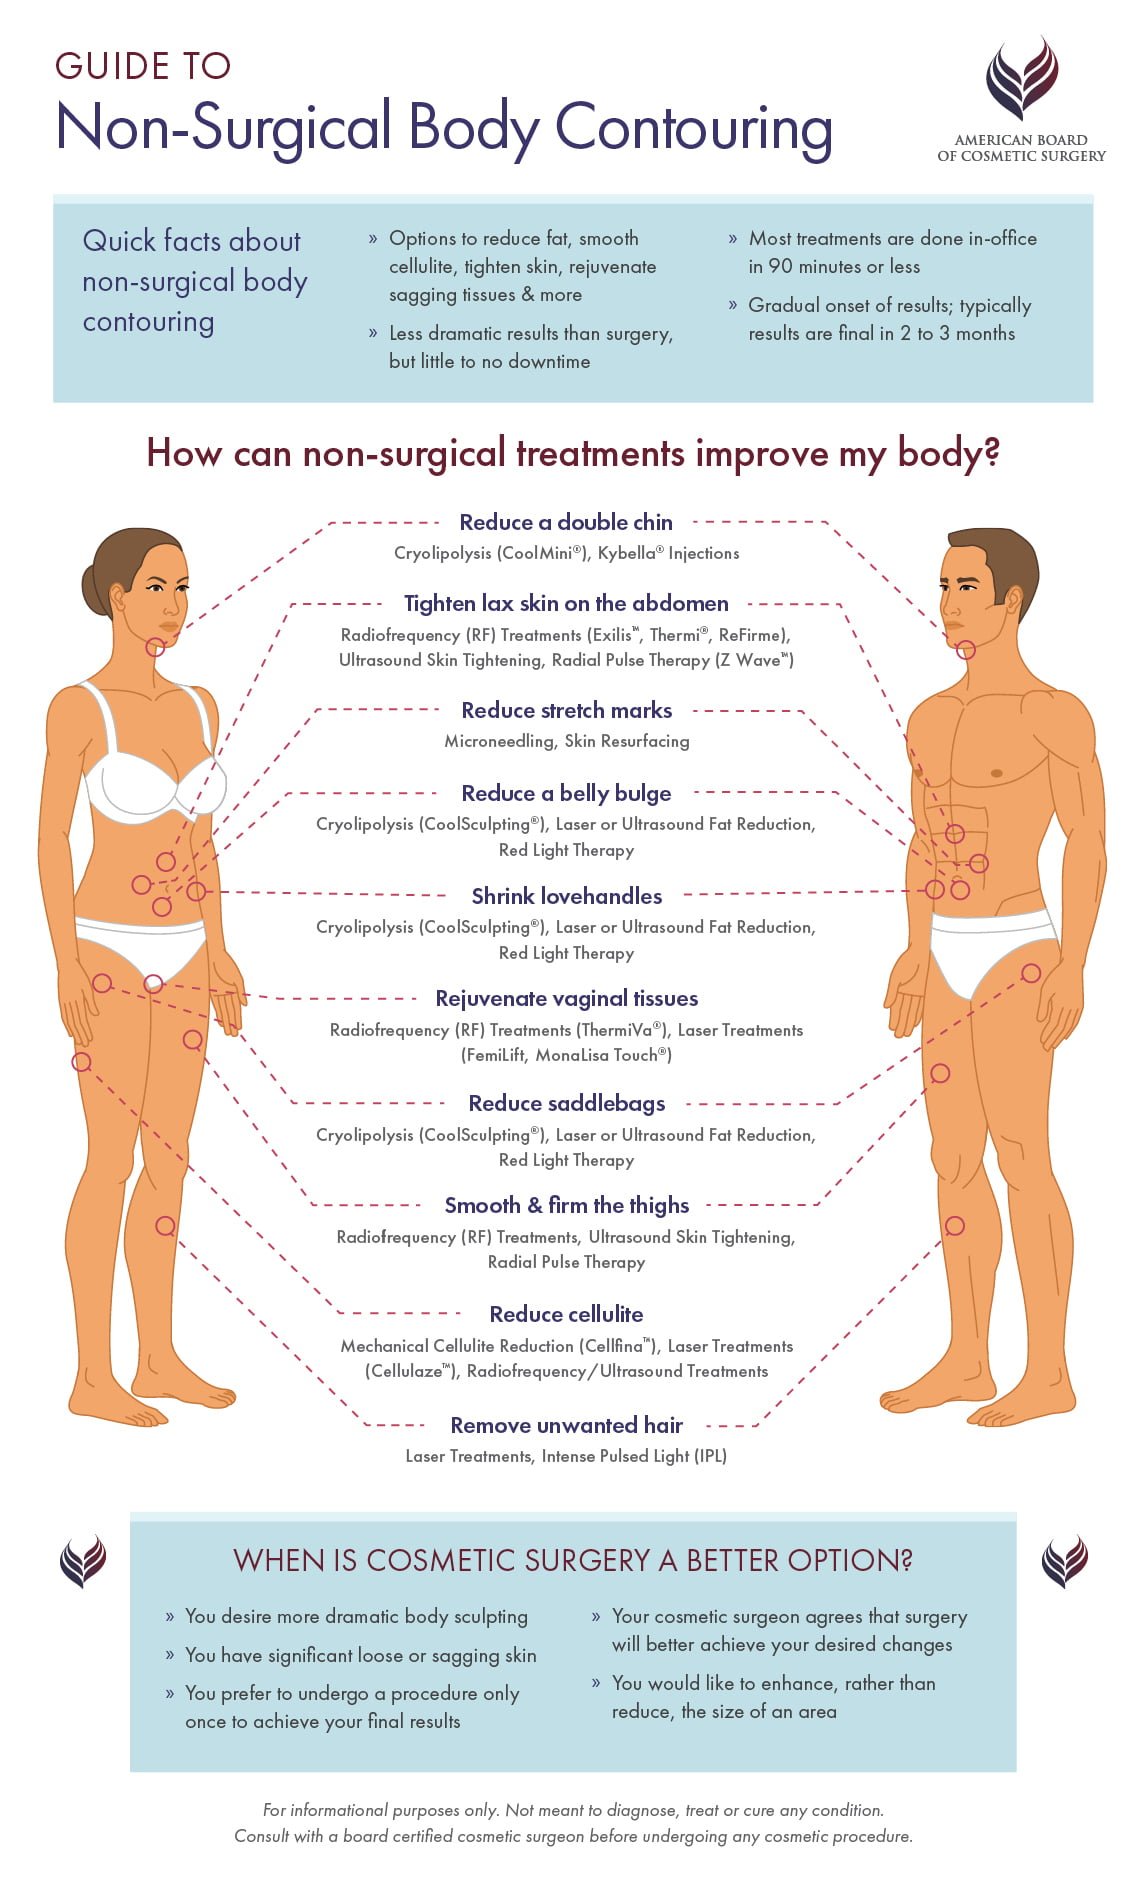 GUIDE TO
Non-Surgical Body Contouring
AMERICAN BOARD
OF COSMETIC SURGERY
Quick facts about
non-surgical body
contouring
» Options to reduce fat, smooth
cellulite, tighten skin, rejuvenate
sagging tissues & more
» Less dramatic results than surgery,
but little to no downtime
» Most treatments are done in-office
in 90 minutes or less
» Gradual onset of results; typically
results are final in 2 to 3 months
How can non-surgical treatments improve my body?
Reduce a double chin
Cryolipolysis (CoolMini®), Kybella® Injections
Tighten lax skin on the abdomen
Radiofrequency (RF) Treatments (Exilis™, Thermi®, ReFirme),
Ultrasound Skin Tightening, Radial Pulse Therapy (Z Wave™)
Reduce stretch marks
Microneedling, Skin Resurfacing
Reduce a belly bulge
Cryolipolysis (CoolSculpting®), Laser or Ultrasound Fat Reduction,
Red Light Therapy
Shrink lovehandles
Cryolipolysis (CoolSculpting®), Laser or Ultrasound Fat Reduction,
Red Light Therapy
Rejuvenate vaginal tissues
Radiofrequency (RF) Treatments (ThermiVa®), Laser Treatments
(FemiLift, MonaLisa Touch®)
Reduce saddlebags
Cryolipolysis (CoolSculpting®), Laser or Ultrasound Fat Reduction,
Red Light Therapy
Smooth & firm the thighs
Radiofrequency (RF) Treatments, Ultrasound Skin Tightening,
Radial Pulse Therapy
Reduce cellulite
Mechanical Cellulite Reduction (Cellfina™), Laser Treatments
(Cellulaze™), Radiofrequency/Ultrasound Treatments
Remove unwanted hair
Laser Treatments, Intense Pulsed Light (IPL)
WHEN IS COSMETIC SURGERY A BETTER OPTION?
» You desire more dramatic body sculpting
» You have significant loose or sagging skin
» You prefer to undergo a procedure only
once to achieve your final results
» Your cosmetic surgeon agrees that surgery
will better achieve your desired changes
» You would like to enhance, rather than
reduce, the size of an area
For informational purposes only. Not meant to diagnose, treat or cure any condition.
Consult with a board certified cosmetic surgeon before undergoing any cosmetic procedure.